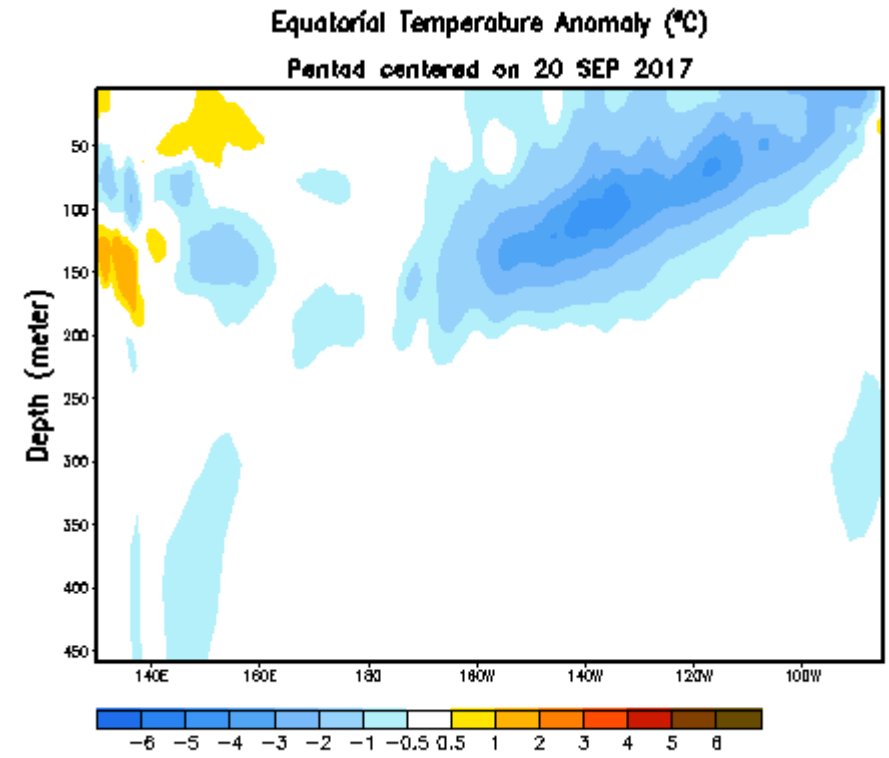 Equatorial Temperature Anomaly (°C)
Pentad centered on 20 SEP 2017
Depth (meter)
50
100
150
200
250
300
350
400
450
140E 160E 180 160W 140W 120W 100W
-6 -5 -4 -3 -2 -1 -0.5 0.5 1 2 3 4 5 6